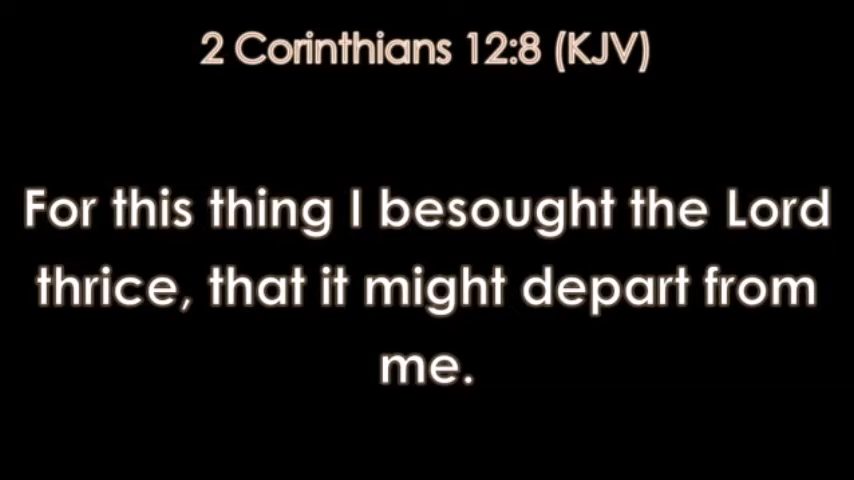 2 Corinthians 12:8 (KJV)
For this thing I besought the Lord
thrice, that it might depart from
me.